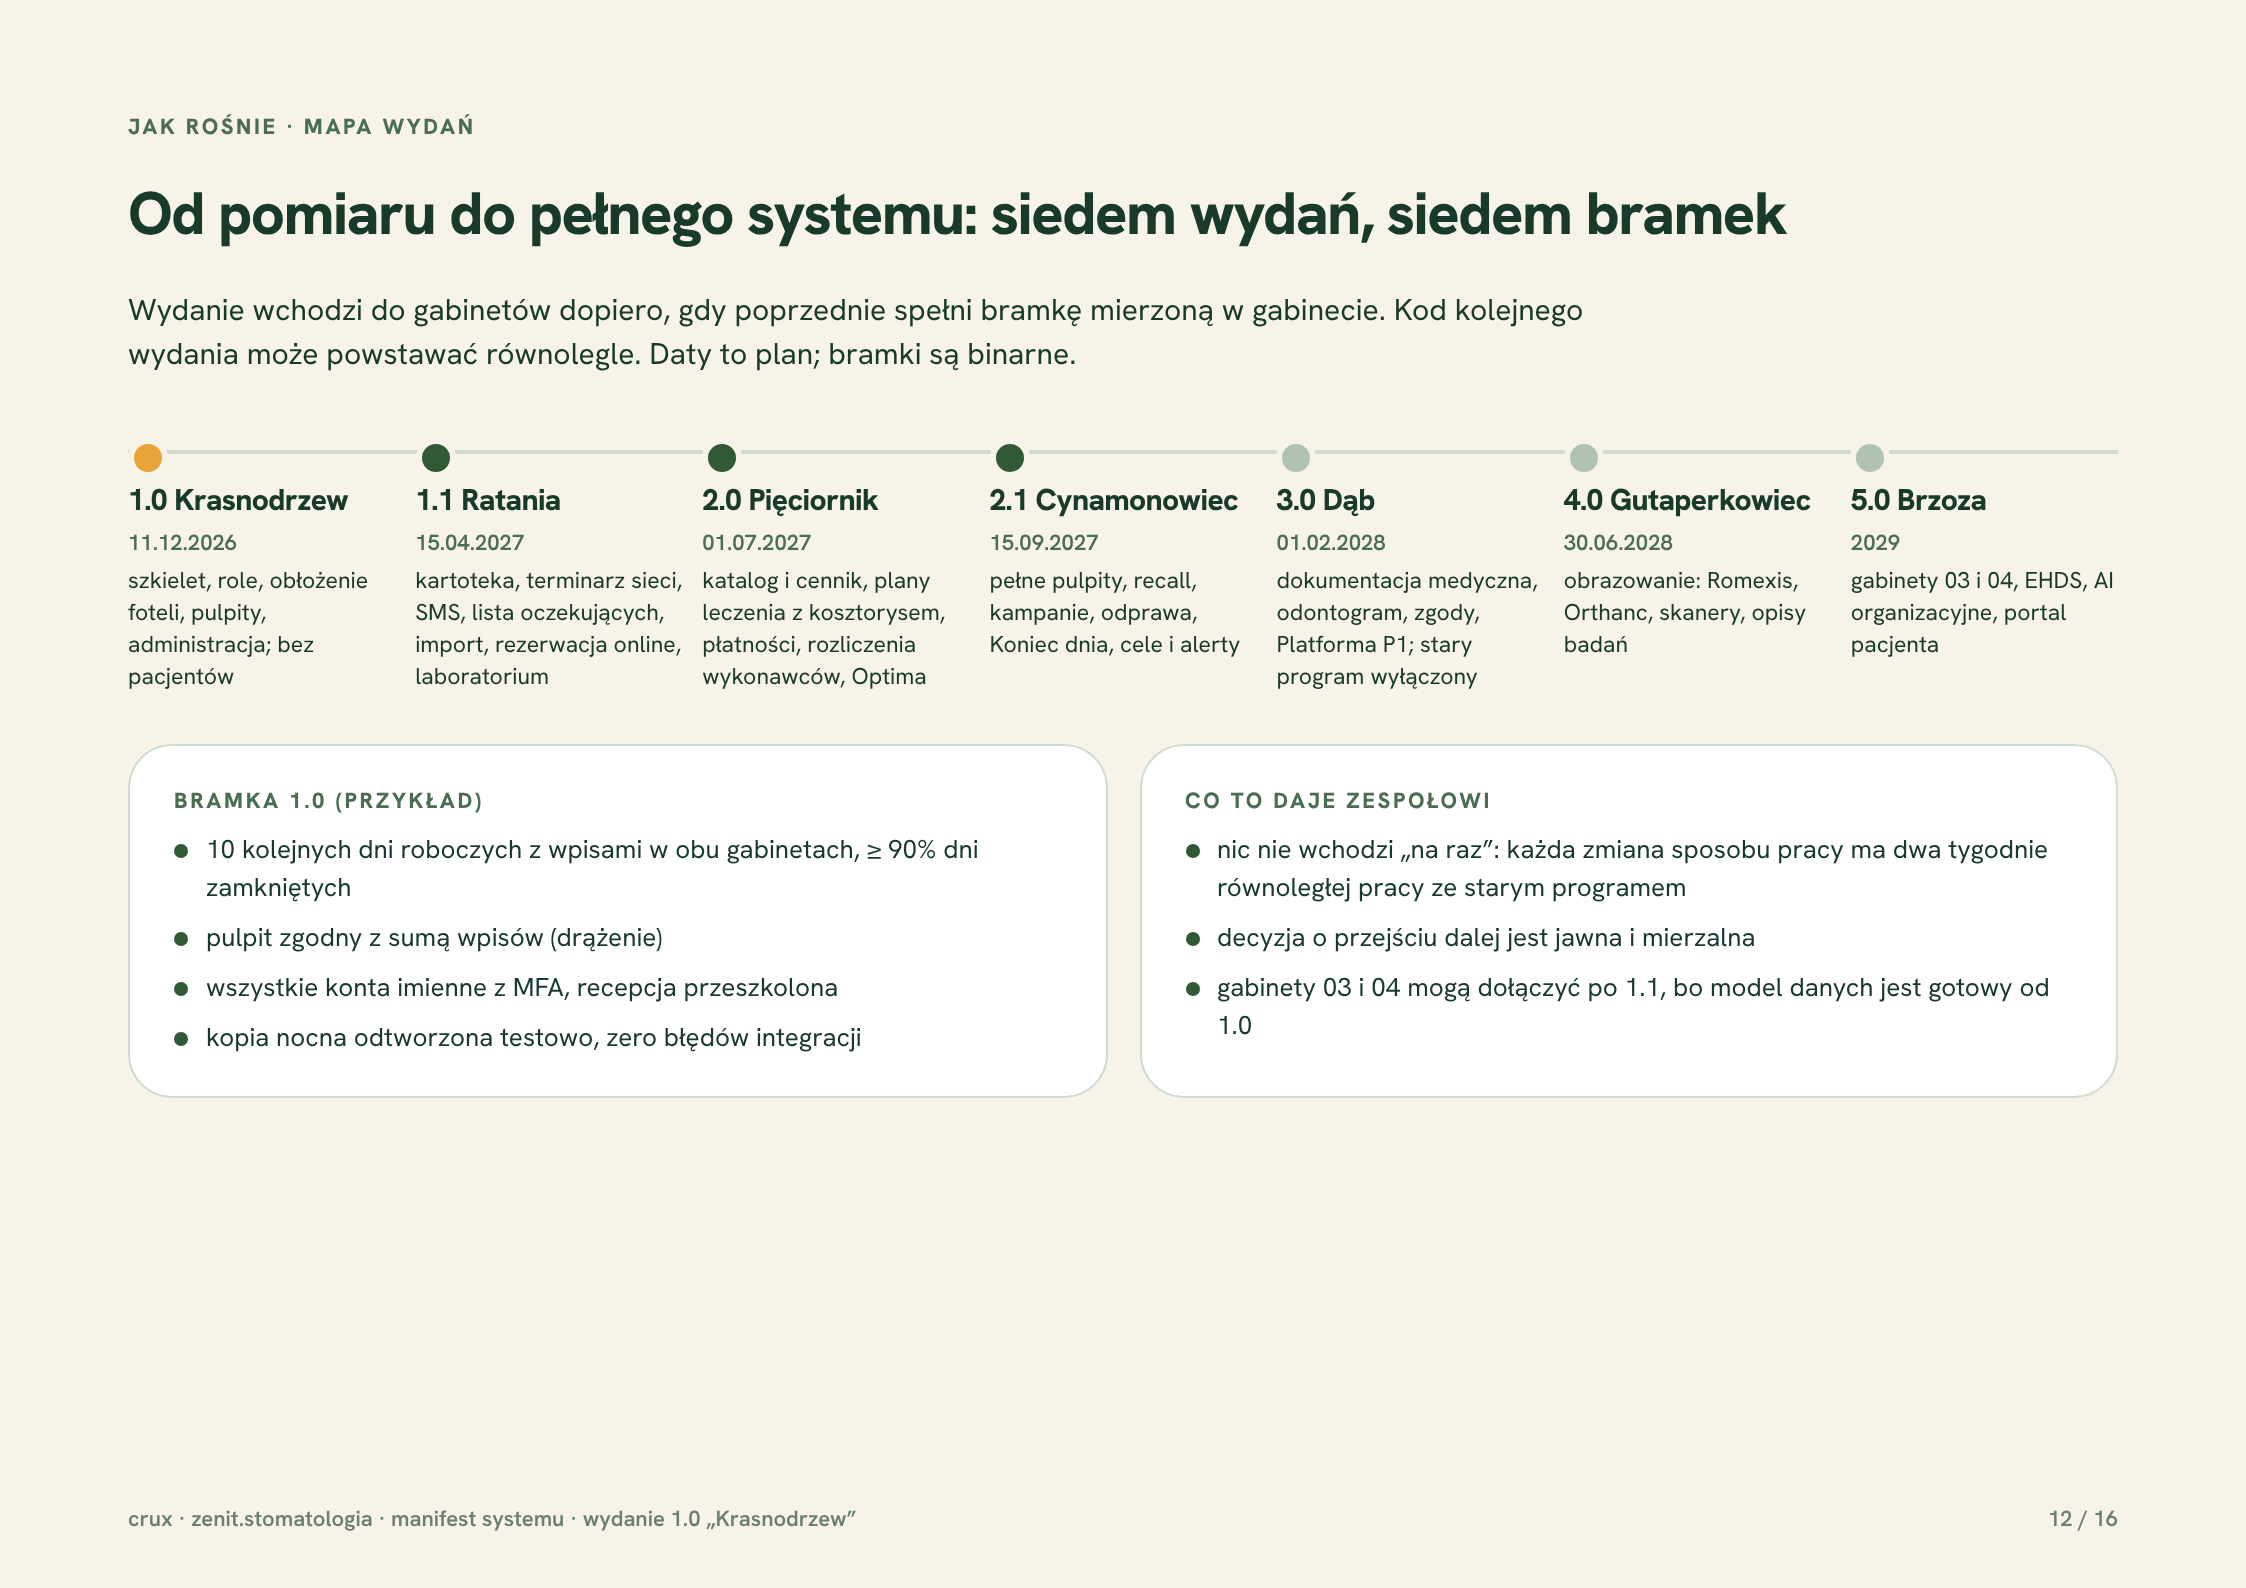 JAK ROŚNIE · MAPA WYDAŃ
Od pomiaru do pełnego systemu: siedem wydań, siedem bramek
Wydanie wchodzi do gabinetów dopiero, gdy poprzednie spełni bramkę mierzoną w gabinecie. Kod kolejnego
wydania może powstawać równolegle. Daty to plan; bramki są binarne.
1.0 Krasnodrzew
11.12.2026
szkielet, role, obłożenie
foteli, pulpity,
administracja; bez
pacjentów
1.1 Ratania
15.04.2027
kartoteka, terminarz sieci,
SMS, lista oczekujących,
import, rezerwacja online,
laboratorium
2.0 Pięciornik
01.07.2027
katalog i cennik, plany
leczenia z kosztorysem,
płatności, rozliczenia
wykonawców, Optima
2.1 Cynamonowiec
15.09.2027
pełne pulpity, recall,
kampanie, odprawa,
Koniec dnia, cele i alerty
3.0 Dąb
01.02.2028
dokumentacja medyczna,
odontogram, zgody,
Platforma P1; stary
program wyłączony
4.0 Gutaperkowiec
30.06.2028
obrazowanie: Romexis,
Orthanc, skanery, opisy
badań
5.0 Brzoza
2029
gabinety 03 i 04, EHDS, AI
organizacyjne, portal
pacjenta
BRAMKA 1.0 (PRZYKŁAD)
10 kolejnych dni roboczych z wpisami w obu gabinetach, ≥ 90% dni
zamkniętych
pulpit zgodny z sumą wpisów (drążenie)
wszystkie konta imienne z MFA, recepcja przeszkolona
kopia nocna odtworzona testowo, zero błędów integracji
CO TO DAJE ZESPOŁOWI
nic nie wchodzi „na raz”: każda zmiana sposobu pracy ma dwa tygodnie
równoległej pracy ze starym programem
decyzja o przejściu dalej jest jawna i mierzalna
gabinety 03 i 04 mogą dołączyć po 1.1, bo model danych jest gotowy od
1.0
crux · zenit.stomatologia · manifest systemu · wydanie 1.0 „Krasnodrzew”
12 / 16